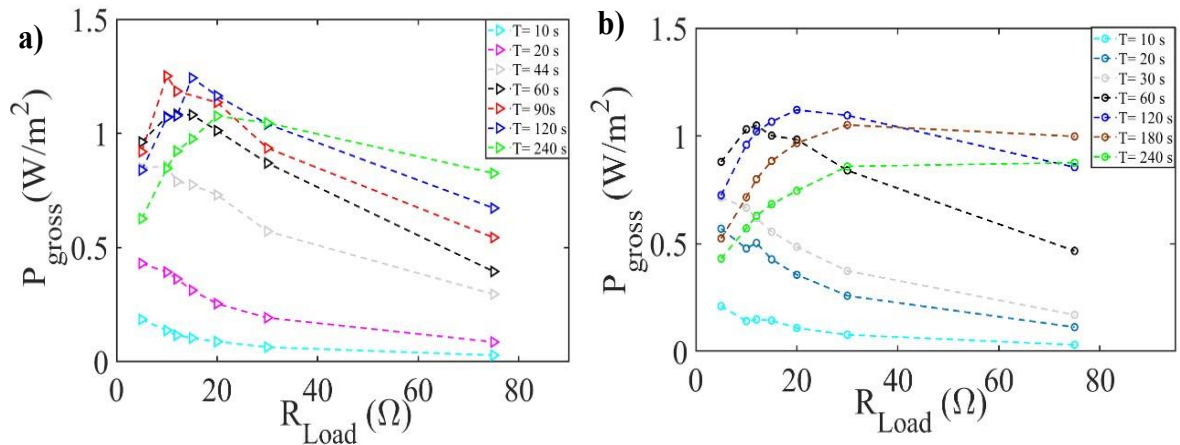 a)
P_gross (W/m²)
1.5
1
0.5
0
0 20 40 60 80
R_Load (Ω)
T= 10 s
T= 20 s
T= 44 s
T= 60 s
T= 90s
T= 120 s
T= 240 s
b)
P_gross (W/m²)
1.5
1
0.5
0
0 20 40 60 80
R_Load (Ω)
T= 10 s
T= 20 s
T= 30 s
T= 60 s
T= 120 s
T= 180 s
T= 240 s